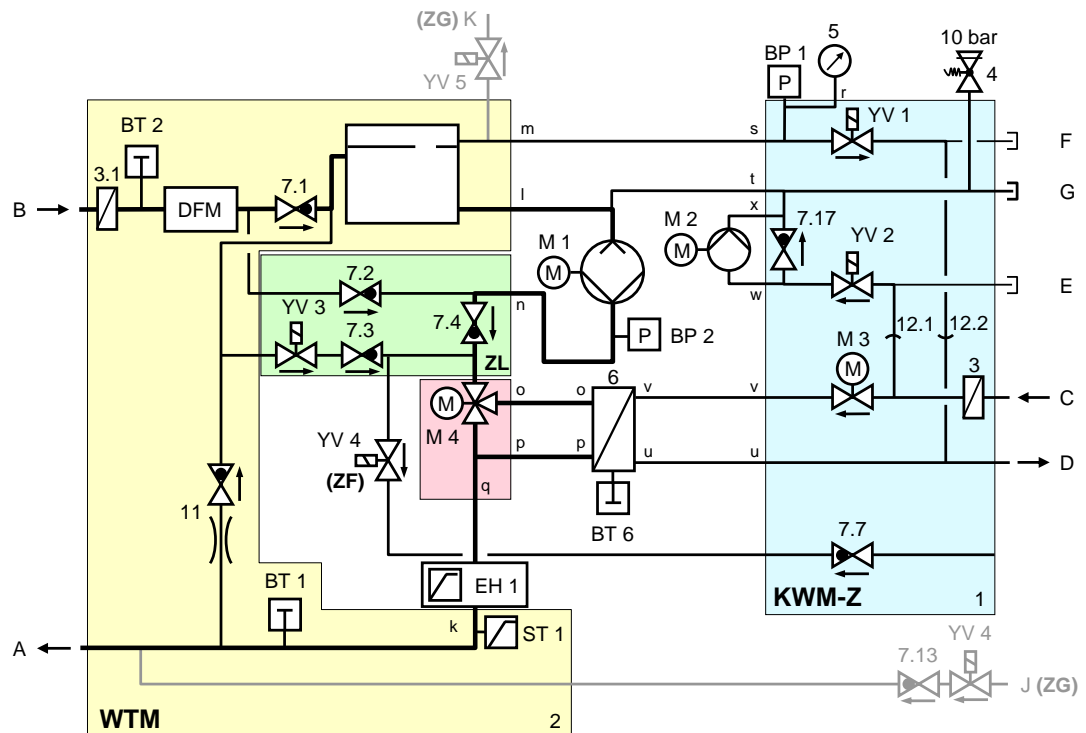 (ZG) K
YV 5
5
10 bar
BP 1
P
4
r
BT 2
YV 1
m
s
F
3.1
7.1
B
DFM
l
t
G
x
M 2
7.17
YV 2
M 1
M
M
7.2
w
E
YV 3
n
7.4
7.3
P
BP 2
12.1
12.2
M 3
ZL
M
6
3
M
o
o
v
v
C
M 4
YV 4
(ZF)
p
p
u
u
D
q
11
BT 6
7.7
BT 1
EH 1
KWM-Z
1
k
ST 1
A
YV 4
7.13
J (ZG)
WTM
2